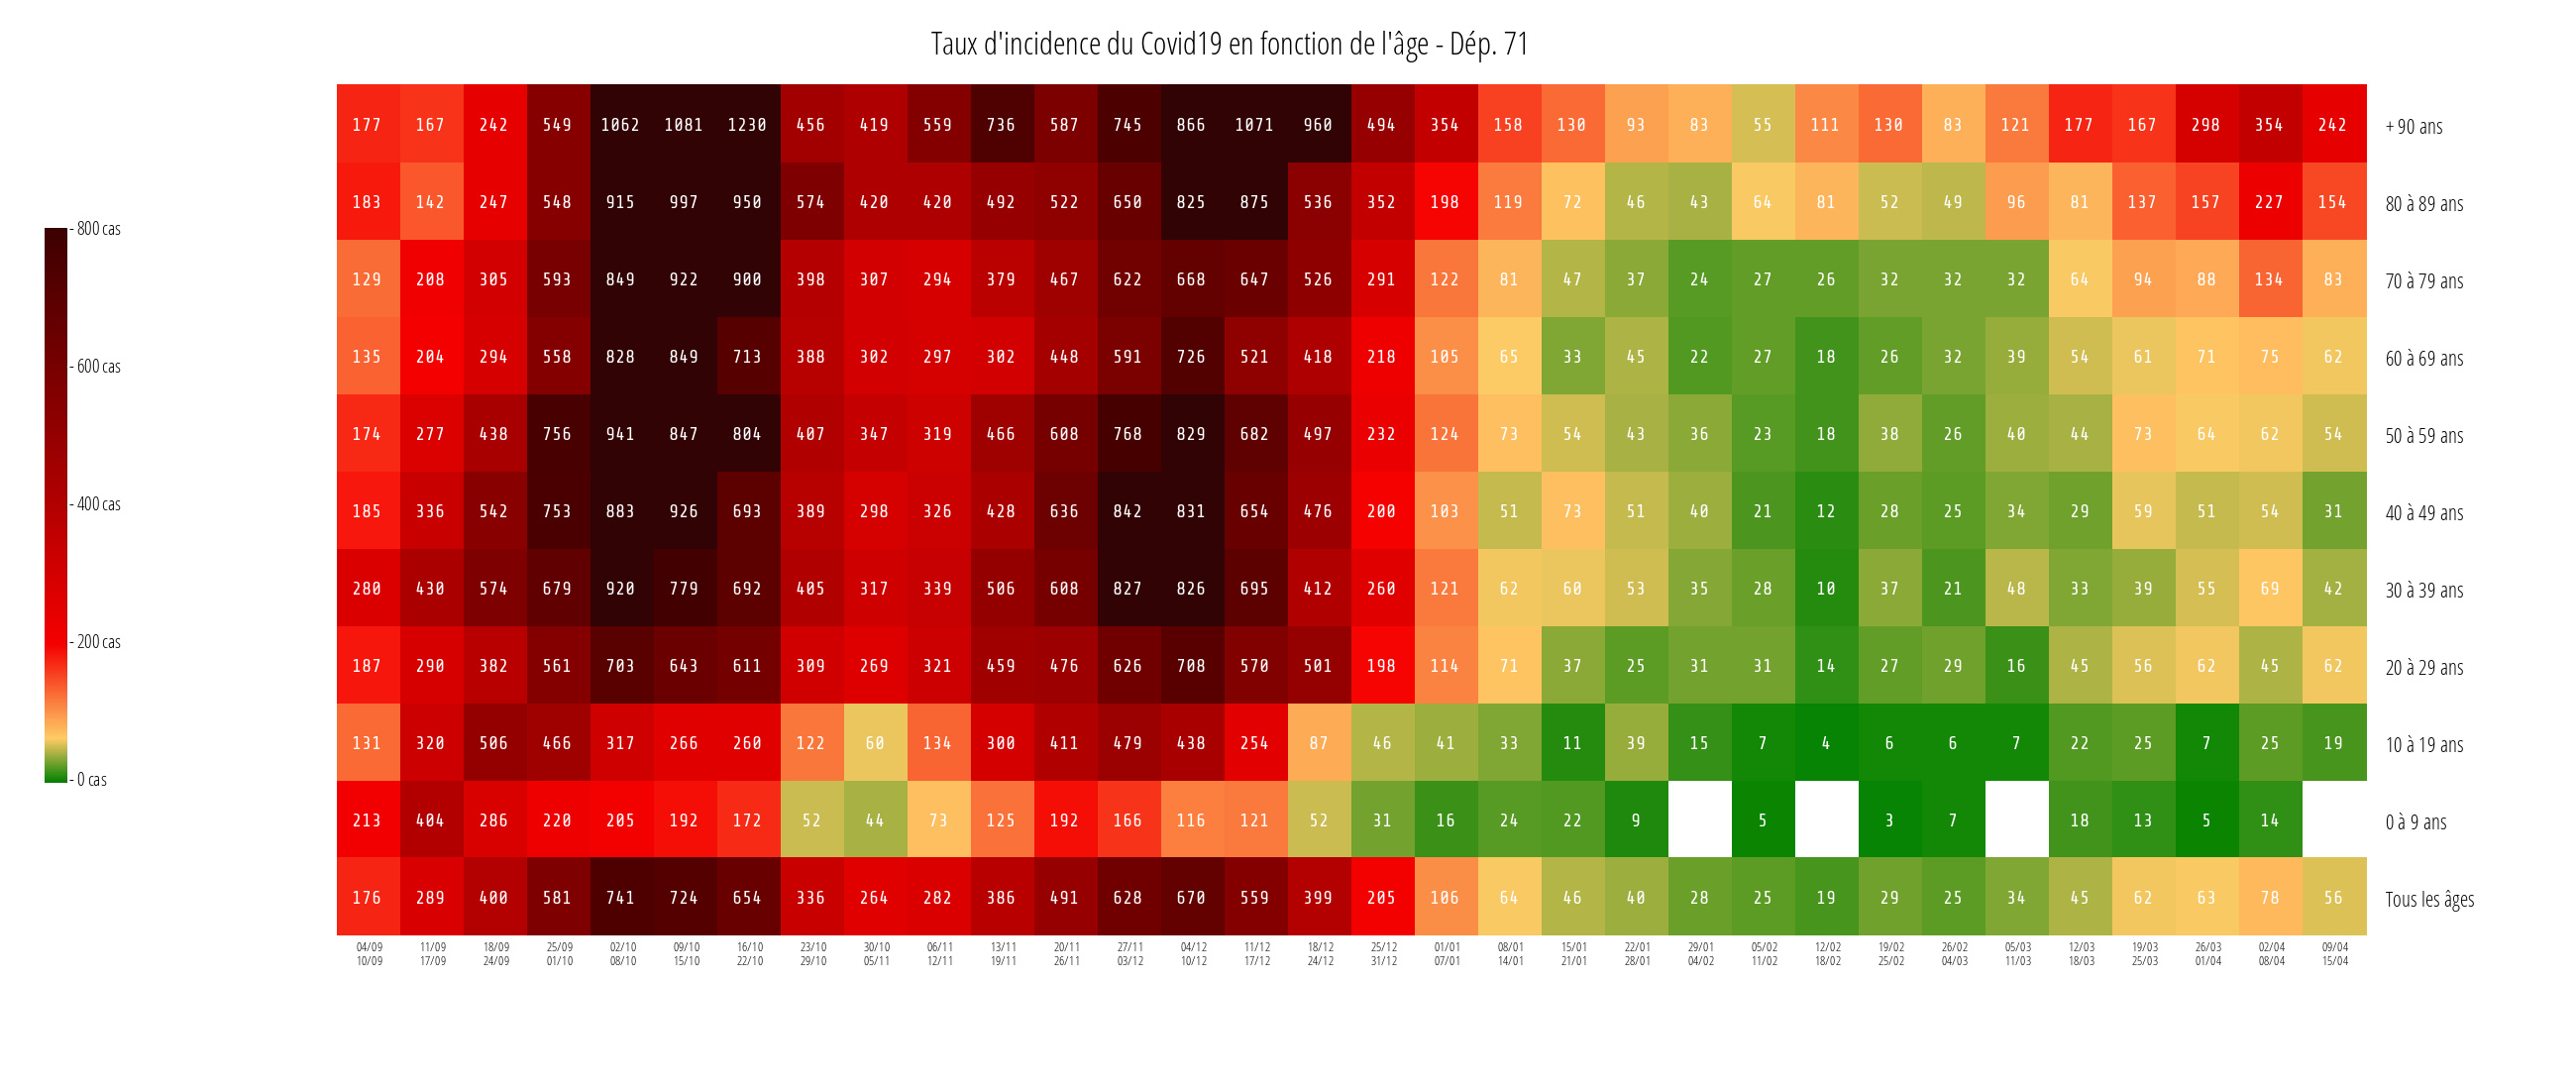 Taux d'incidence du Covid19 en fonction de l'âge - Dép. 71
- 800 cas
- 600 cas
- 400 cas
- 200 cas
- 0 cas
177 167 242 549 1062 1081 1230 456 419 559 736 587 745 866 1071 960 494 354 158 130 93 83 55 111 130 83 121 177 167 298 354 242 + 90 ans
183 142 247 548 915 997 950 574 420 420 492 522 650 825 875 536 352 198 119 72 46 43 64 81 52 49 96 81 137 157 227 154 80 à 89 ans
129 208 305 593 849 922 900 398 307 294 379 467 622 668 647 526 291 122 81 47 37 24 27 26 32 32 32 64 94 88 134 83 70 à 79 ans
135 204 294 558 828 849 713 388 302 297 302 448 591 726 521 418 218 105 65 33 45 22 27 18 26 32 39 54 61 71 75 62 60 à 69 ans
174 277 438 756 941 847 804 407 347 319 466 608 768 829 682 497 232 124 73 54 43 36 23 18 38 26 40 44 73 64 62 54 50 à 59 ans
185 336 542 753 883 926 693 389 298 326 428 636 842 831 654 476 200 103 51 73 51 40 21 12 28 25 34 29 59 51 54 31 40 à 49 ans
280 430 574 679 920 779 692 405 317 339 506 608 827 826 695 412 260 121 62 60 53 35 28 10 37 21 48 33 39 55 69 42 30 à 39 ans
187 290 382 561 703 643 611 309 269 321 459 476 626 708 570 501 198 114 71 37 25 31 31 14 27 29 16 45 56 62 45 62 20 à 29 ans
131 320 506 466 317 266 260 122 60 134 300 411 479 438 254 87 46 41 33 11 39 15 7 4 6 6 7 22 25 7 25 19 10 à 19 ans
213 404 286 220 205 192 172 52 44 73 125 192 166 116 121 52 31 16 24 22 9 5 3 7 18 13 5 14 0 à 9 ans
176 289 400 581 741 724 654 336 264 282 386 491 628 670 559 399 205 106 64 46 40 28 25 19 29 25 34 45 62 63 78 56 Tous les âges
04/09 11/09 18/09 25/09 02/10 09/10 16/10 23/10 30/10 06/11 13/11 20/11 27/11 04/12 11/12 18/12 25/12 01/01 08/01 15/01 22/01 29/01 05/02 12/02 19/02 26/02 05/03 12/03 19/03 26/03 02/04 09/04
10/09 17/09 24/09 01/10 08/10 15/10 22/10 29/10 05/11 12/11 19/11 26/11 03/12 10/12 17/12 24/12 31/12 07/01 14/01 21/01 28/01 04/02 11/02 18/02 25/02 04/03 11/03 18/03 25/03 01/04 08/04 15/04